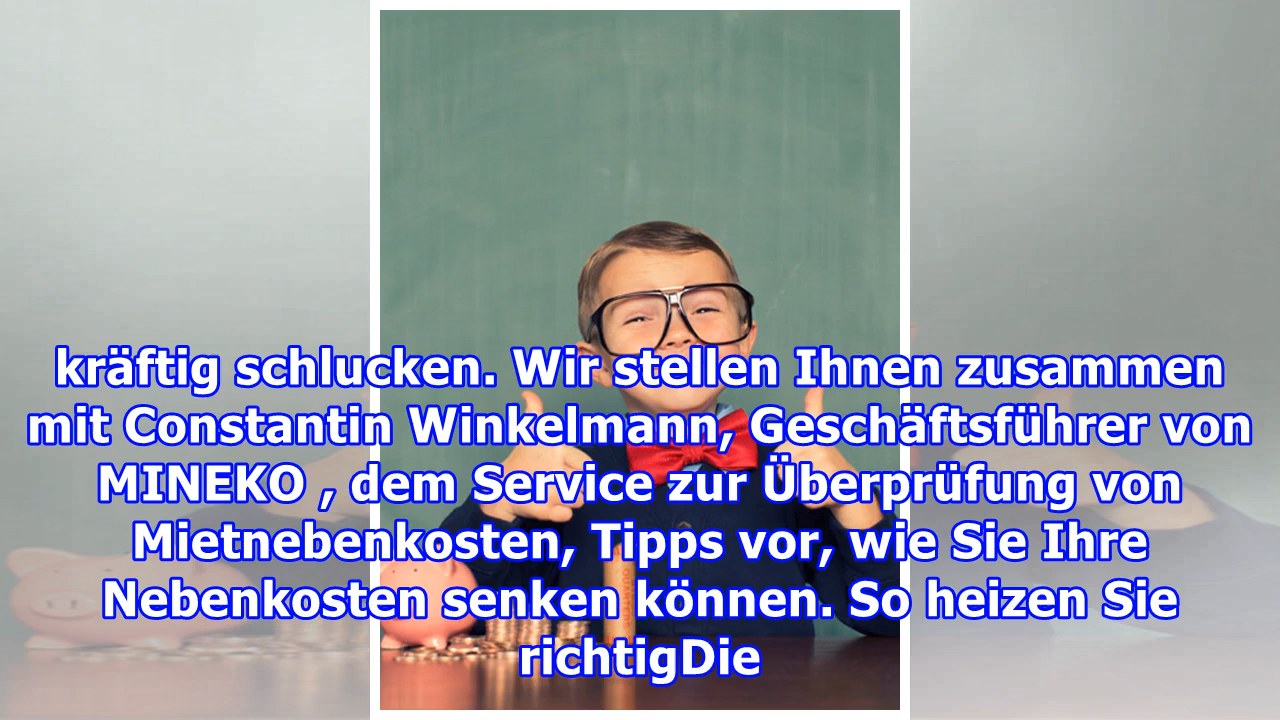 kräftig schlucken. Wir stellen Ihnen zusammen
mit Constantin Winkelmann, Geschäftsführer von
MINEKO , dem Service zur Überprüfung von
Mietnebenkosten, Tipps vor, wie Sie Ihre
Nebenkosten senken können. So heizen Sie
richtigDie